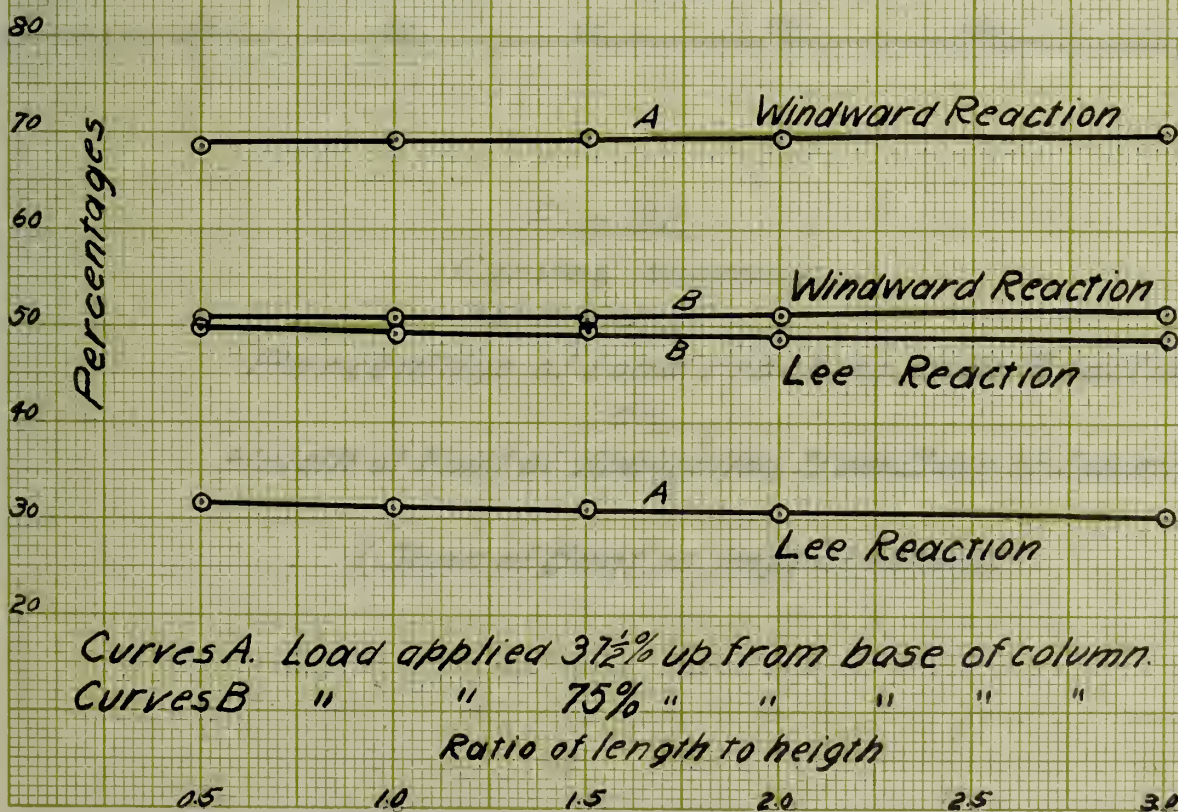 80
70
60
50
40
30
20
Percentages
A Windward Reaction
B Windward Reaction
B
Lee Reaction
A
Lee Reaction
Curves A. Load applied 37½% up from base of column.
Curves B " " 75% " " " " "
Ratio of length to heigth
0.5 1.0 1.5 2.0 2.5 3.0